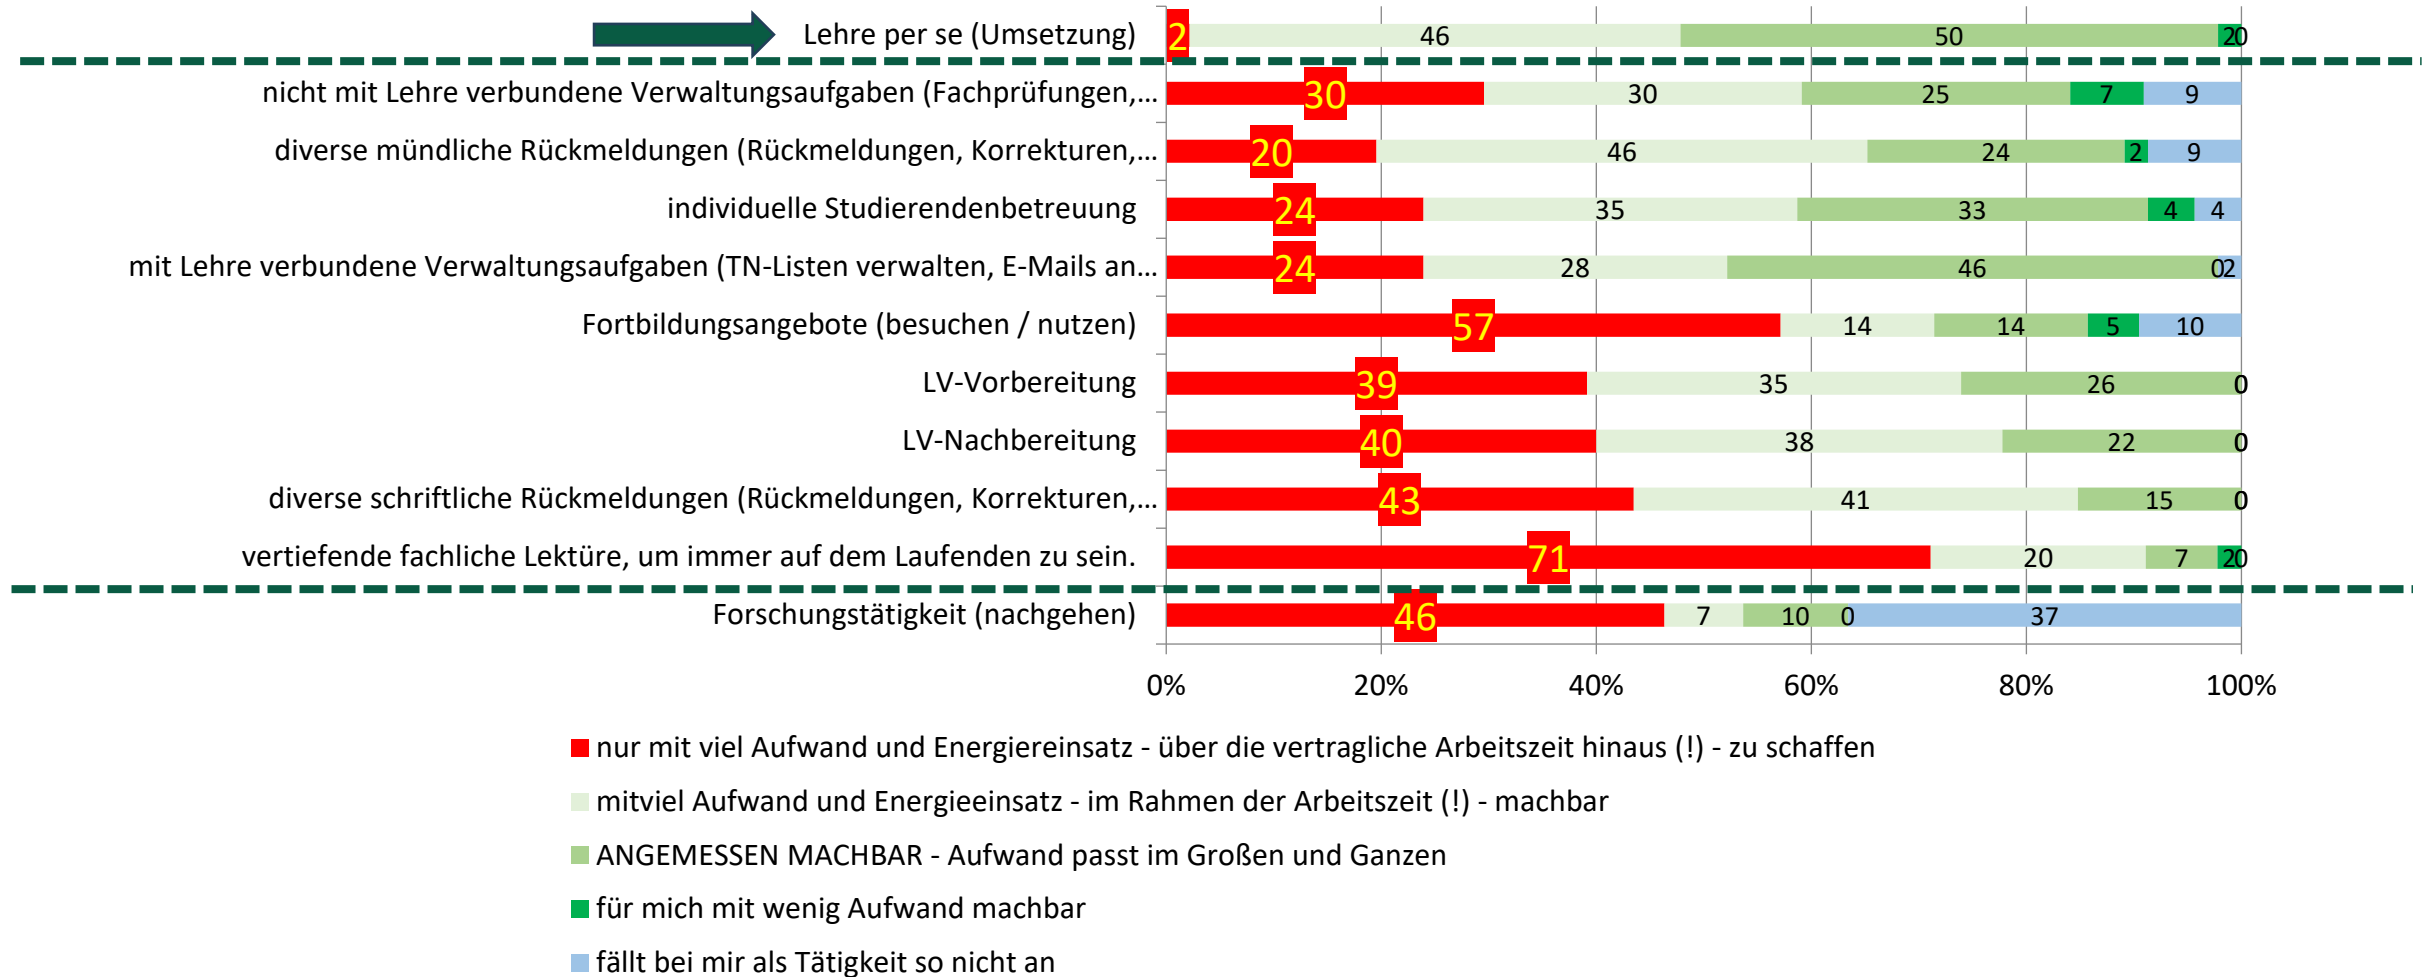 Lehre per se (Umsetzung) 2 46 50 2 0
nicht mit Lehre verbundene Verwaltungsaufgaben (Fachprüfungen,... 30 30 25 7 9
diverse mündliche Rückmeldungen (Rückmeldungen, Korrekturen,... 20 46 24 2 9
individuelle Studierendenbetreuung 24 35 33 4 4
mit Lehre verbundene Verwaltungsaufgaben (TN-Listen verwalten, E-Mails an... 24 28 46 0 2
Fortbildungsangebote (besuchen / nutzen) 57 14 14 5 10
LV-Vorbereitung 39 35 26 0
LV-Nachbereitung 40 38 22 0
diverse schriftliche Rückmeldungen (Rückmeldungen, Korrekturen,... 43 41 15 0
vertiefende fachliche Lektüre, um immer auf dem Laufenden zu sein. 71 20 7 2 0
Forschungstätigkeit (nachgehen) 46 7 10 0 37
0% 20% 40% 60% 80% 100%
nur mit viel Aufwand und Energiereinsatz - über die vertragliche Arbeitszeit hinaus (!) - zu schaffen
mitviel Aufwand und Energieeinsatz - im Rahmen der Arbeitszeit (!) - machbar
ANGEMESSEN MACHBAR - Aufwand passt im Großen und Ganzen
für mich mit wenig Aufwand machbar
fällt bei mir als Tätigkeit so nicht an